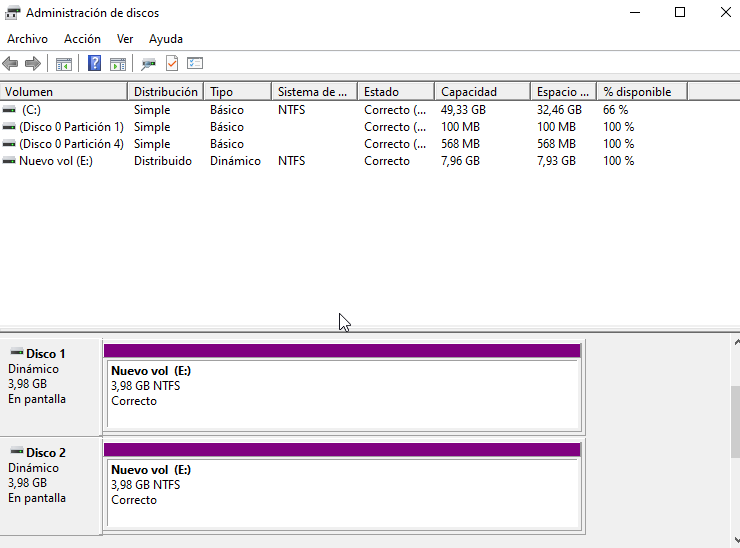 Administración de discos
Archivo Acción Ver Ayuda
Volumen Distribución Tipo Sistema de ... Estado Capacidad Espacio ... % disponible
(C:) Simple Básico NTFS Correcto (... 49,33 GB 32,46 GB 66 %
(Disco 0 Partición 1) Simple Básico Correcto (... 100 MB 100 MB 100 %
(Disco 0 Partición 4) Simple Básico Correcto (... 568 MB 568 MB 100 %
Nuevo vol (E:) Distribuido Dinámico NTFS Correcto 7,96 GB 7,93 GB 100 %
Disco 1
Dinámico
3,98 GB
En pantalla
Nuevo vol (E:)
3,98 GB NTFS
Correcto
Disco 2
Dinámico
3,98 GB
En pantalla
Nuevo vol (E:)
3,98 GB NTFS
Correcto